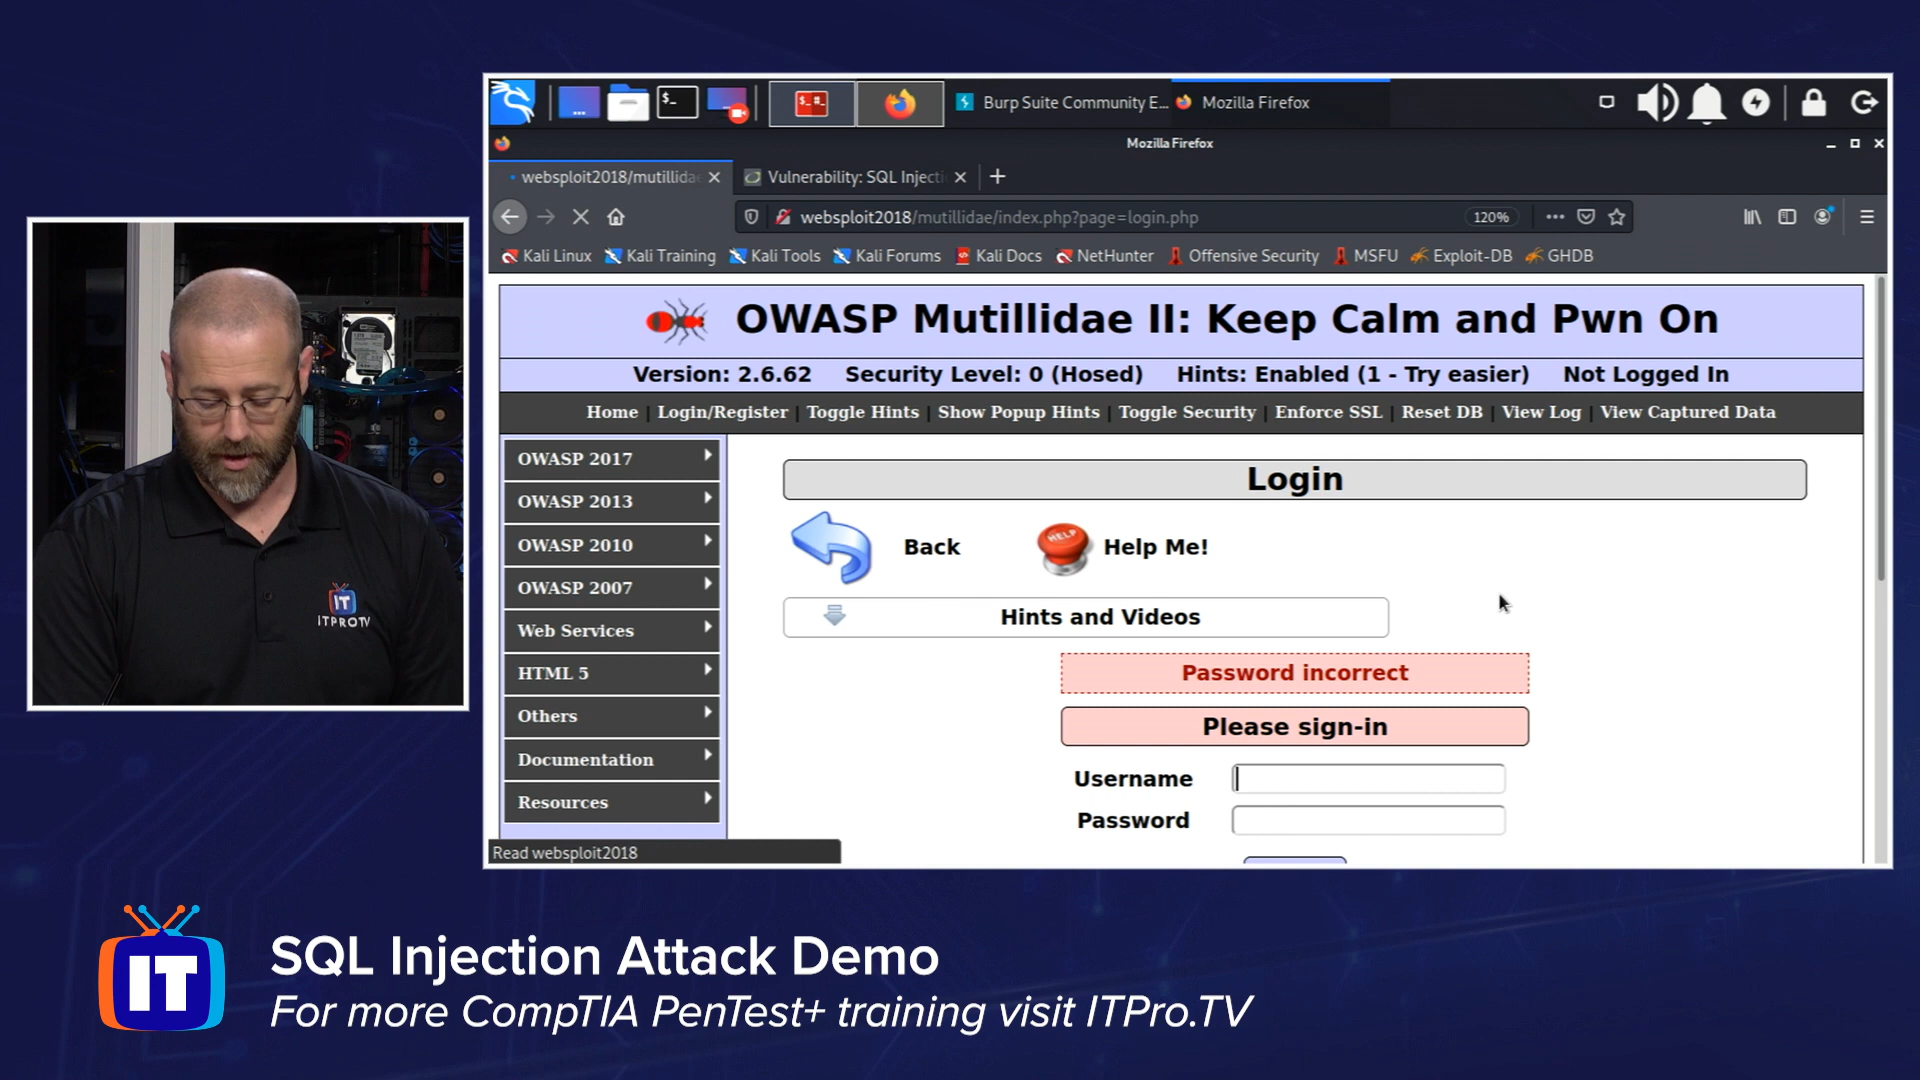 Burp Suite Community E... Mozilla Firefox
Mozilla Firefox
websploit2018/mutillida Vulnerability: SQL Injecti
websploit2018/mutillidae/index.php?page=login.php 120%
Kali Linux Kali Training Kali Tools Kali Forums Kali Docs NetHunter Offensive Security MSFU Exploit-DB GHDB
OWASP Mutillidae II: Keep Calm and Pwn On
Version: 2.6.62 Security Level: 0 (Hosed) Hints: Enabled (1 - Try easier) Not Logged In
Home | Login/Register | Toggle Hints | Show Popup Hints | Toggle Security | Enforce SSL | Reset DB | View Log | View Captured Data
OWASP 2017
OWASP 2013
OWASP 2010
OWASP 2007
Web Services
HTML 5
Others
Documentation
Resources
Login
Back HELP Help Me!
Hints and Videos
Password incorrect
Please sign-in
Username
Password
Read websploit2018
IT
ITPROTV
IT
SQL Injection Attack Demo
For more CompTIA PenTest+ training visit ITPro.TV